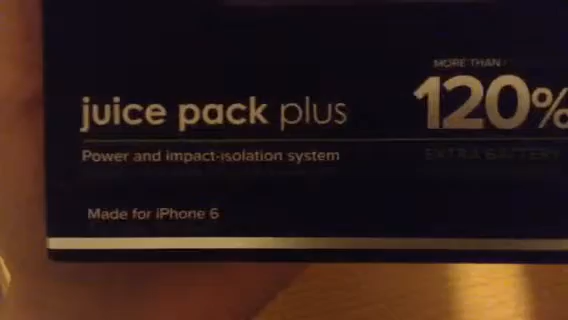 juice pack plus
Power and impact-isolation system
Made for iPhone 6
MORE THAN
120%
EXTRA BATTERY